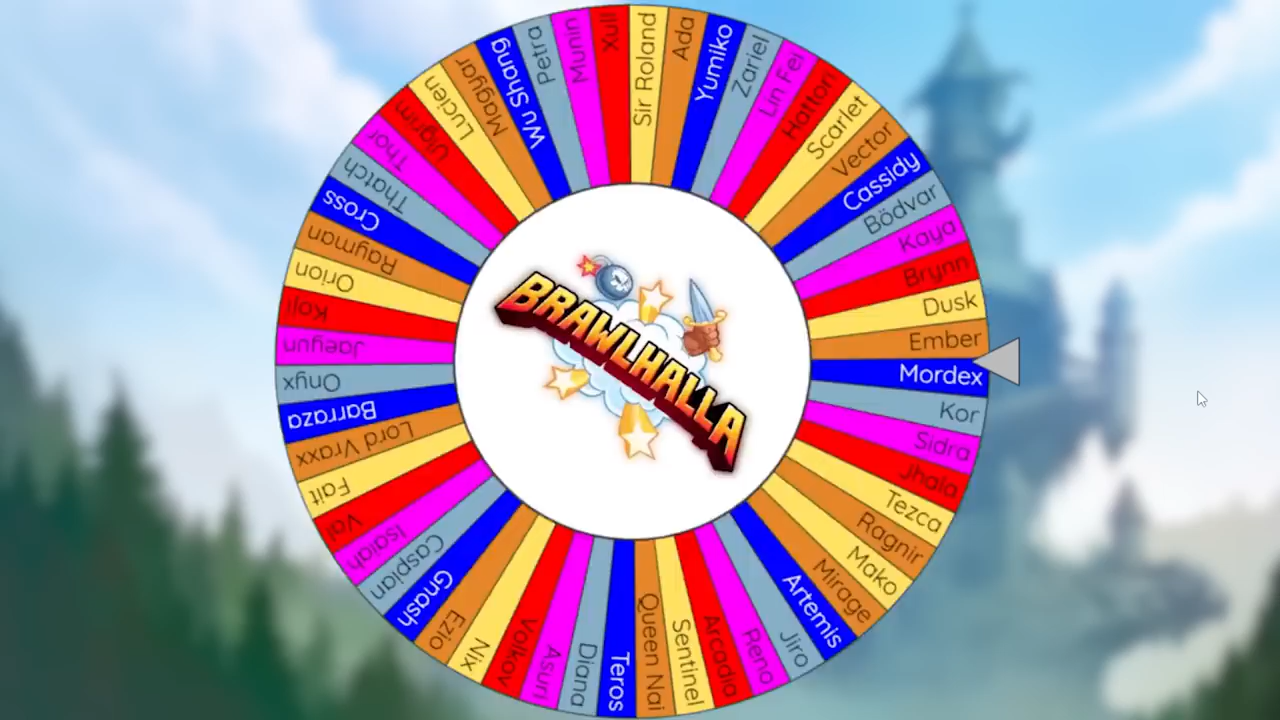 Sir Roland
Ada
Yumiko
Zariel
Lin Fei
Hattori
Scarlet
Vector
Cassidy
Bödvar
Kaya
Brynn
Dusk
Ember
Mordex
Kor
Sidra
Jhala
Tezca
Ragnir
Mako
Mirage
Artemis
Jiro
Reno
Arcadia
Sentinel
Queen Nai
Teros
Diana
Asuri
Volkov
Nix
Ezio
Gnash
Caspian
Isaiah
Val
Fait
Lord Vraxx
Barraza
Onyx
Jaeyun
Koji
Orion
Rayman
Cross
Thatch
Thor
Ulgrim
Lucien
Magyar
Wu Shang
Petra
Munin
Xull
BRAWLHALLA